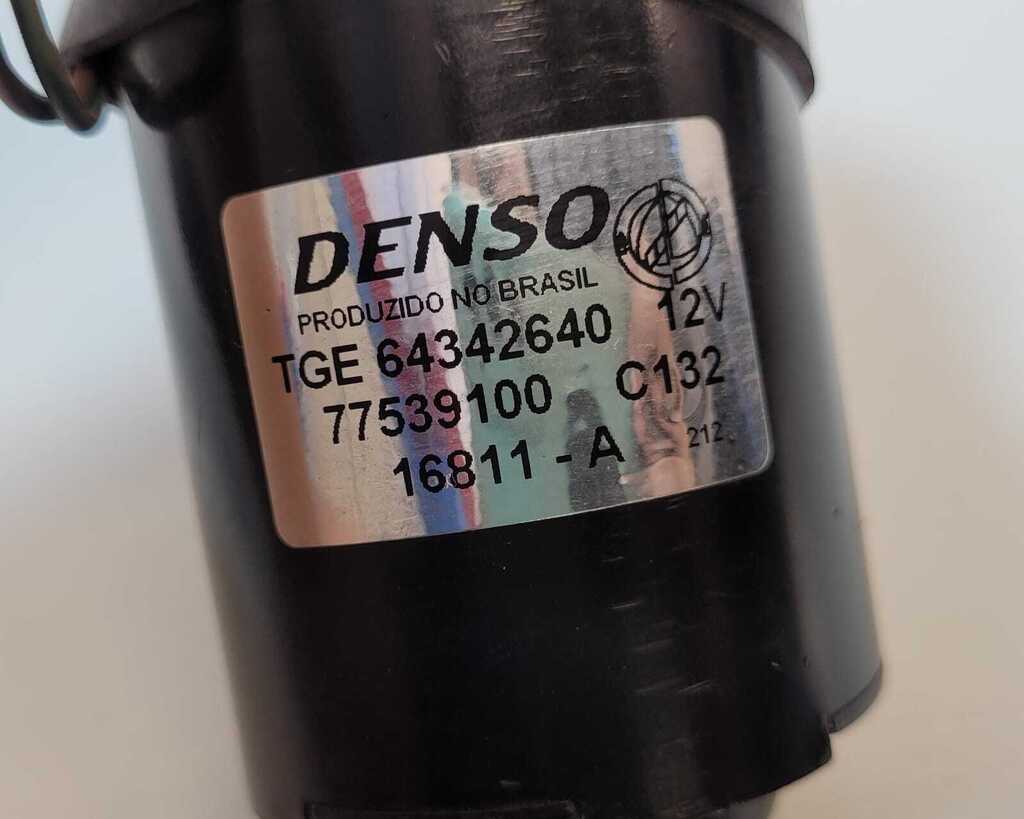 DENSO
PRODUZIDO NO BRASIL
TGE 64342640 12V
77539100 C132
16811 - A 212